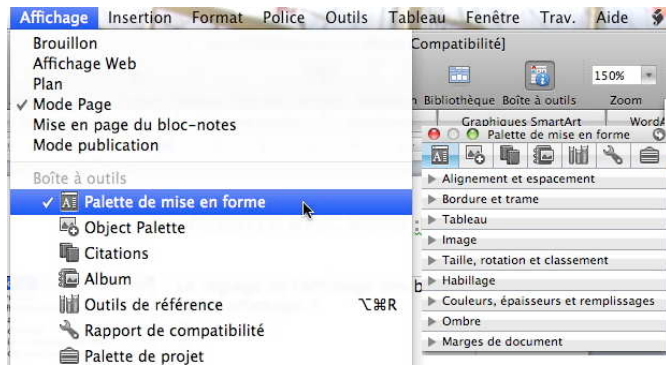 Affichage Insertion Format Police Outils Tableau Fenêtre Trav. Aide
Brouillon
Affichage Web
Plan
✓ Mode Page
Mise en page du bloc-notes
Mode publication
Boîte à outils
✓ Palette de mise en forme
Object Palette
Citations
Album
Outils de référence ⌥⌘R
Rapport de compatibilité
Palette de projet
Compatibilité]
150%
Bibliothèque Boîte à outils Zoom
Graphiques SmartArt
Palette de mise en forme
Alignement et espacement
Bordure et trame
Tableau
Image
Taille, rotation et classement
Habillage
Couleurs, épaisseurs et remplissages
Ombre
Marges de document